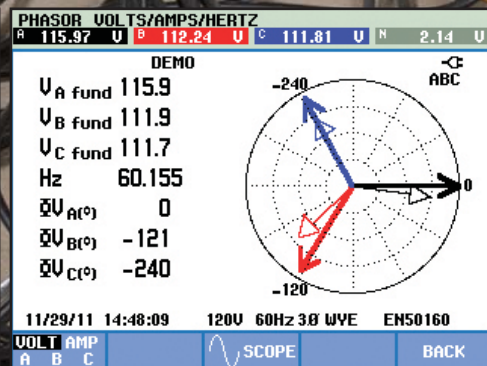 PHASOR VOLTS/AMPS/HERTZ
A 115.97 V B 112.24 V C 111.81 V N 2.14 V
DEMO
ABC
VA fund 115.9
VB fund 111.9
VC fund 111.7
Hz 60.155
ΦVA(°) 0
ΦVB(°) -121
ΦVC(°) -240
-240
0
-120
11/29/11 14:48:09 120V 60Hz 3Ø WYE EN50160
VOLT AMP
A B C
SCOPE
BACK